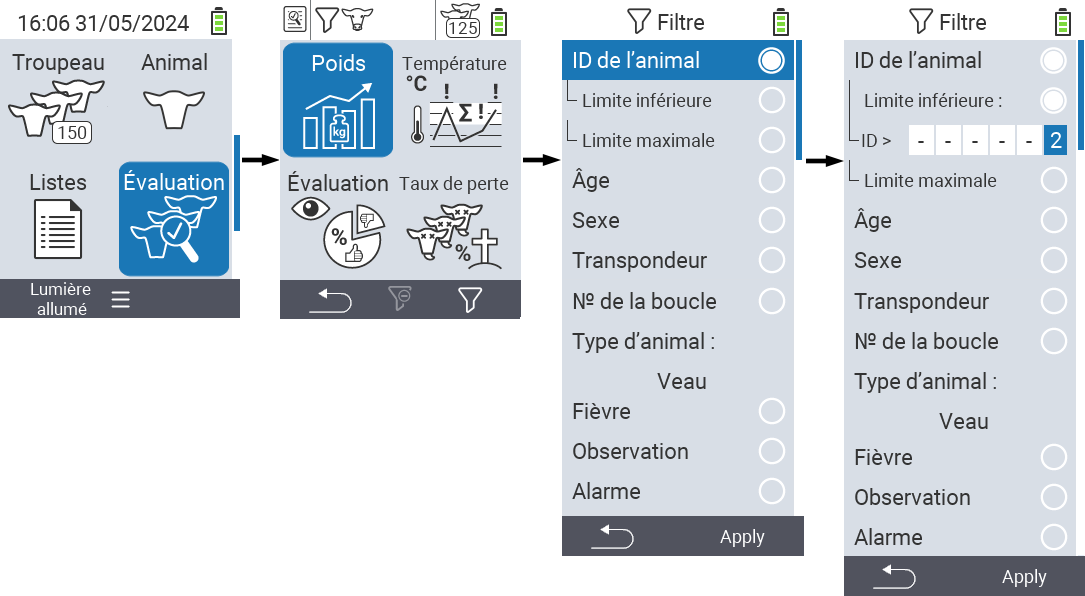 16:06 31/05/2024
Troupeau
Animal
150
Listes
Évaluation
Lumière
allumé
125
Poids
kg
Température
°C
! !
Σ !
Évaluation
%
Taux de perte
%
Filtre
ID de l'animal
Limite inférieure
Limite maximale
Âge
Sexe
Transpondeur
Nº de la boucle
Type d'animal :
Veau
Fièvre
Observation
Alarme
Apply
Filtre
ID de l'animal
Limite inférieure :
ID > - - - - - 2
Limite maximale
Âge
Sexe
Transpondeur
Nº de la boucle
Type d'animal :
Veau
Fièvre
Observation
Alarme
Apply